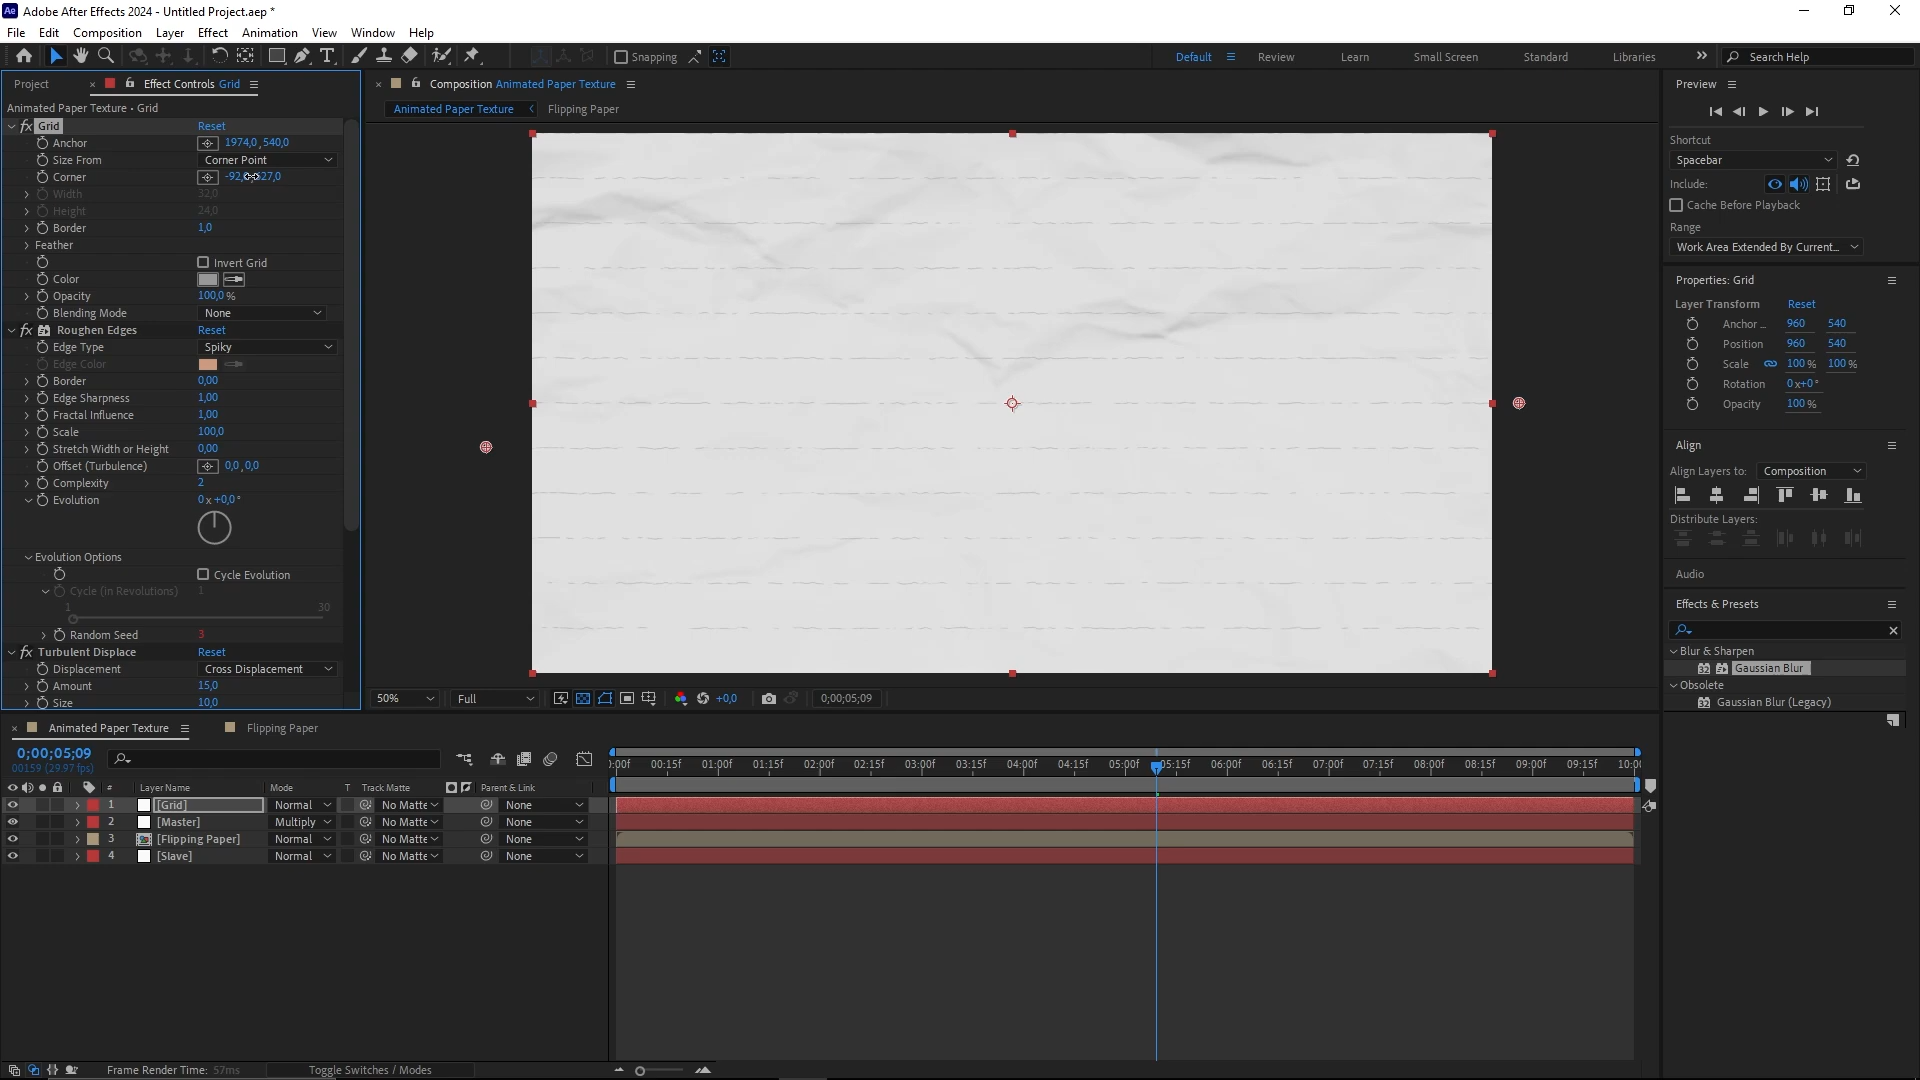 Adobe After Effects 2024 - Untitled Project.aep *
File Edit Composition Layer Effect Animation View Window Help
Snapping
Default Review Learn Small Screen Standard Libraries Search Help
Project Effect Controls Grid
Animated Paper Texture • Grid
Grid Reset
Anchor 1974,0 , 540,0
Size From Corner Point
Corner
Width 32,0
Height 24,0
Border 1,0
Feather
Invert Grid
Color
Opacity 100,0 %
Blending Mode None
Roughen Edges Reset
Edge Type Spiky
Edge Color
Border 0,00
Edge Sharpness 1,00
Fractal Influence 1,00
Scale 100,0
Stretch Width or Height 0,00
Offset (Turbulence) 0,0 , 0,0
Complexity 2
Evolution 0 x +0,0 °
Evolution Options
Cycle Evolution
Cycle (in Revolutions) 1
1 30
Random Seed 3
Turbulent Displace Reset
Displacement Cross Displacement
Amount 15,0
Size 10,0
Composition Animated Paper Texture
Animated Paper Texture Flipping Paper
50% Full +0,0 0;00;05;09
Preview
Shortcut
Spacebar
Include:
Cache Before Playback
Range
Work Area Extended By Current...
Properties: Grid
Layer Transform Reset
Anchor ... 960 540
Position 960 540
Scale 100 % 100 %
Rotation 0x+0°
Opacity 100 %
Align
Align Layers to: Composition
Distribute Layers:
Audio
Effects & Presets
Blur & Sharpen
Gaussian Blur
Obsolete
Gaussian Blur (Legacy)
Animated Paper Texture Flipping Paper
0;00;05;09
00159 (29.97 fps)
# Layer Name Mode T Track Matte Parent & Link
1 [Grid] Normal No Matte None
2 [Master] Multiply No Matte None
3 [Flipping Paper] Normal No Matte None
4 [Slave] Normal No Matte None
:00f 00:15f 01:00f 01:15f 02:00f 02:15f 03:00f 03:15f 04:00f 04:15f 05:00f 05:15f 06:00f 06:15f 07:00f 07:15f 08:00f 08:15f 09:00f 09:15f 10:0
Frame Render Time: 57ms Toggle Switches / Modes